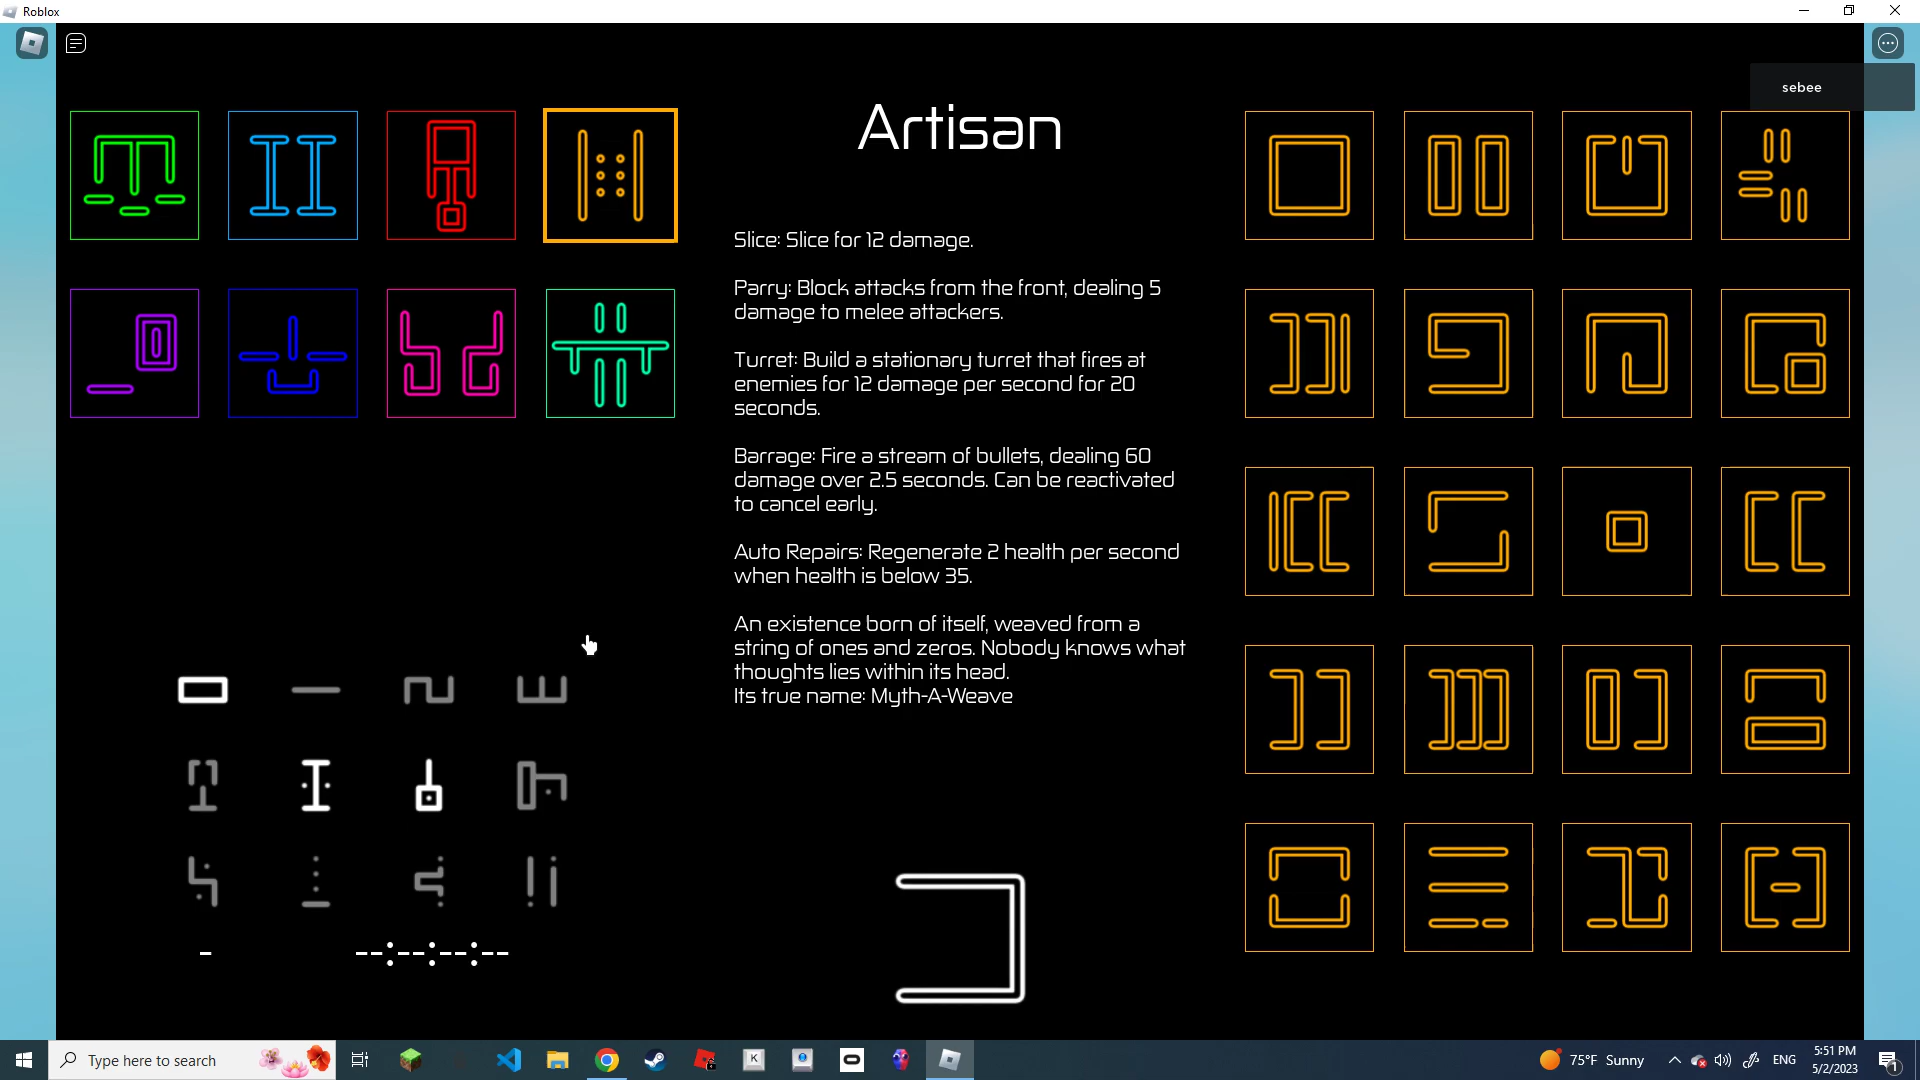 Roblox
sebee
Artisan
Slice: Slice for 12 damage.
Parry: Block attacks from the front, dealing 5
damage to melee attackers.
Turret: Build a stationary turret that fires at
enemies for 12 damage per second for 20
seconds.
Barrage: Fire a stream of bullets, dealing 60
damage over 2.5 seconds. Can be reactivated
to cancel early.
Auto Repairs: Regenerate 2 health per second
when health is below 35.
An existence born of itself, weaved from a
string of ones and zeros. Nobody knows what
thoughts lies within its head.
Its true name: Myth-A-Weave
-
--:--:--:--
Type here to search
K
75°F Sunny
ENG
5:51 PM
5/2/2023
1